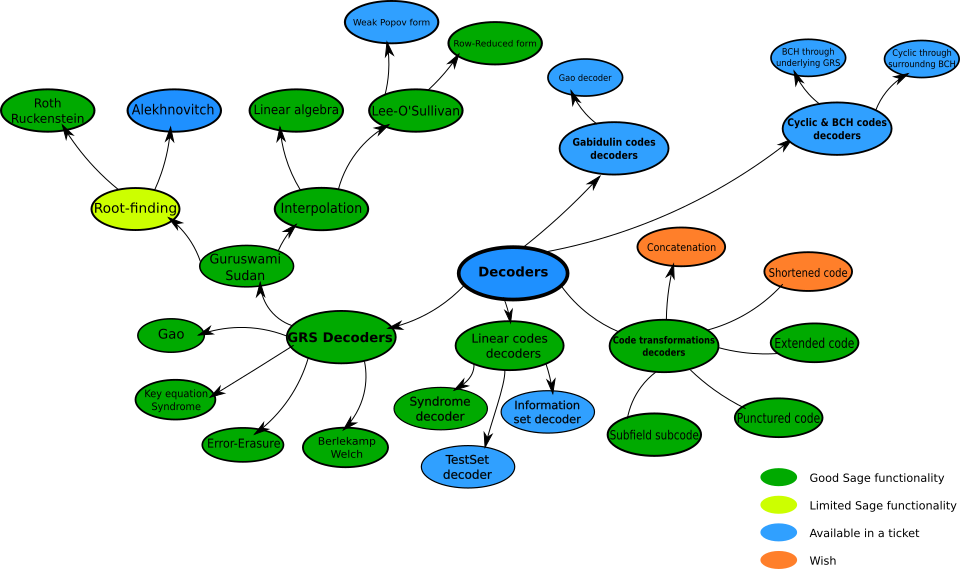 Weak Popov form
Row-Reduced form
BCH through
underlying GRS
Cyclic through
surroundng BCH
Gao decoder
Roth
Ruckenstein
Alekhnovitch
Linear algebra
Lee-O'Sullivan
Cyclic & BCH codes
decoders
Gabidulin codes
decoders
Root-finding
Interpolation
Concatenation
Guruswami
Sudan
Decoders
Shortened code
Gao
GRS Decoders
Linear codes
decoders
Code transformations
decoders
Extended code
Key equation
Syndrome
Syndrome
decoder
Information
set decoder
Punctured code
Error-Erasure
Berlekamp
Welch
Subfield subcode
TestSet
decoder
Good Sage functionality
Limited Sage functionality
Available in a ticket
Wish